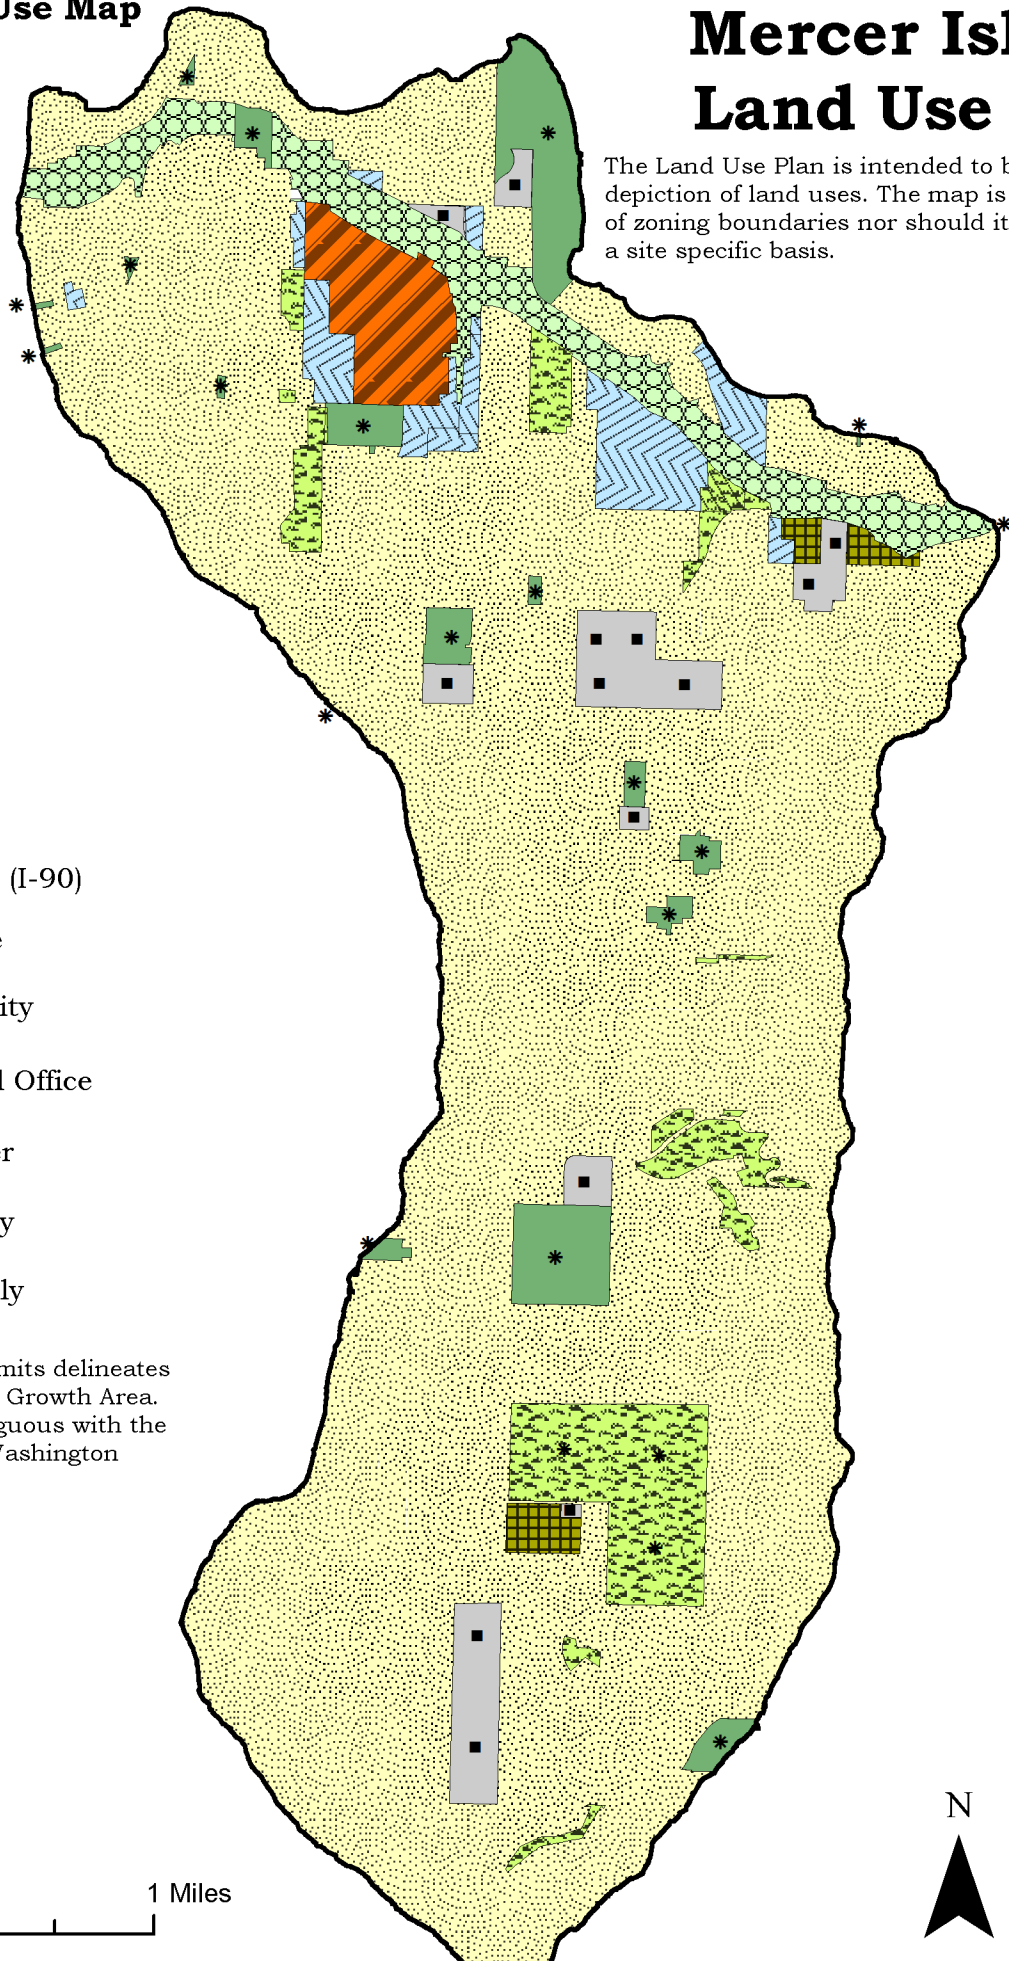 Use Map
Mercer Isl
Land Use
The Land Use Plan is intended to b
depiction of land uses. The map is
of zoning boundaries nor should it
a site specific basis.
(I-90)
e
ity
l Office
er
y
ly
mits delineates
Growth Area.
guous with the
Washington
1 Miles
N